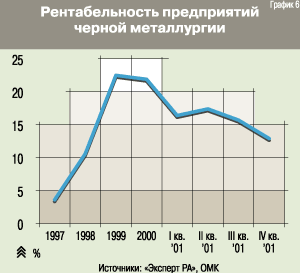 График 6
Рентабельность предприятий
черной металлургии
25
20
15
10
5
0
%
1997 1998 1999 2000 I кв. II кв. III кв. IV кв.
'01 '01 '01 '01
Источники: «Эксперт РА», ОМК